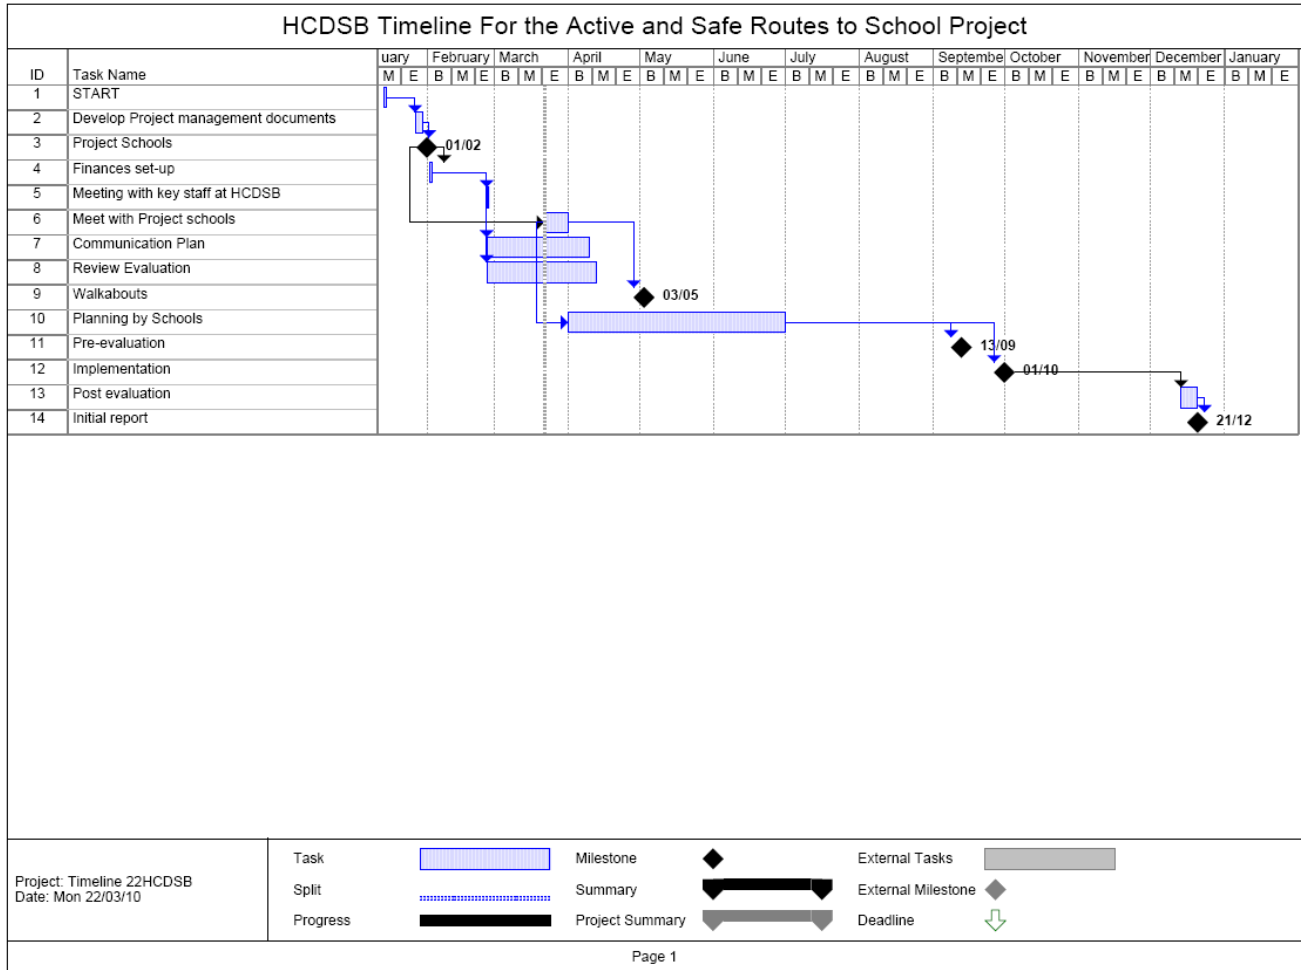 HCDSB Timeline For the Active and Safe Routes to School Project
uary February March April May June July August Septembe October November December January
ID Task Name M E B M E B M E B M E B M E B M E B M E B M E B M E B M E B M E B M E B M E
1 START
2 Develop Project management documents
3 Project Schools 01/02
4 Finances set-up
5 Meeting with key staff at HCDSB
6 Meet with Project schools
7 Communication Plan
8 Review Evaluation
9 Walkabouts 03/05
10 Planning by Schools
11 Pre-evaluation 13/09
12 Implementation 01/10
13 Post evaluation
14 Initial report 21/12
Project: Timeline 22HCDSB
Date: Mon 22/03/10
Task Milestone External Tasks
Split Summary External Milestone
Progress Project Summary Deadline
Page 1